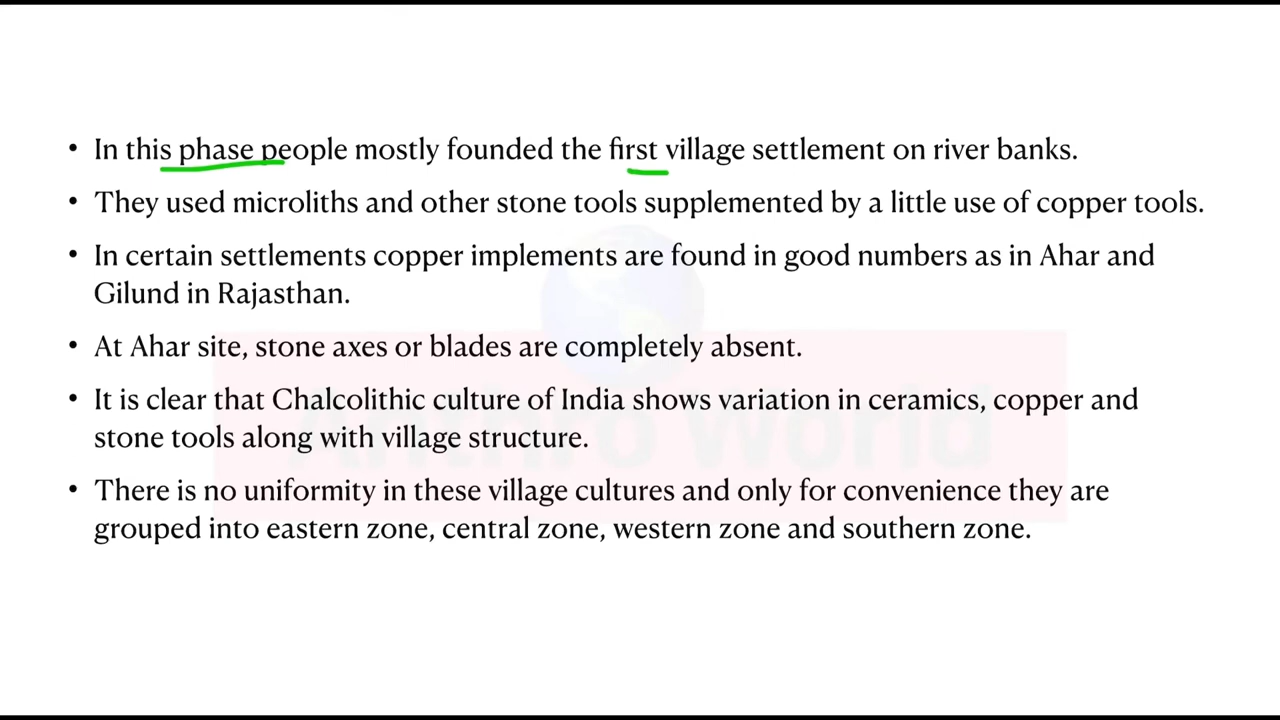 • In this phase people mostly founded the first village settlement on river banks.
• They used microliths and other stone tools supplemented by a little use of copper tools.
• In certain settlements copper implements are found in good numbers as in Ahar and
Gilund in Rajasthan.
• At Ahar site, stone axes or blades are completely absent.
• It is clear that Chalcolithic culture of India shows variation in ceramics, copper and
stone tools along with village structure.
• There is no uniformity in these village cultures and only for convenience they are
grouped into eastern zone, central zone, western zone and southern zone.
Anthro World